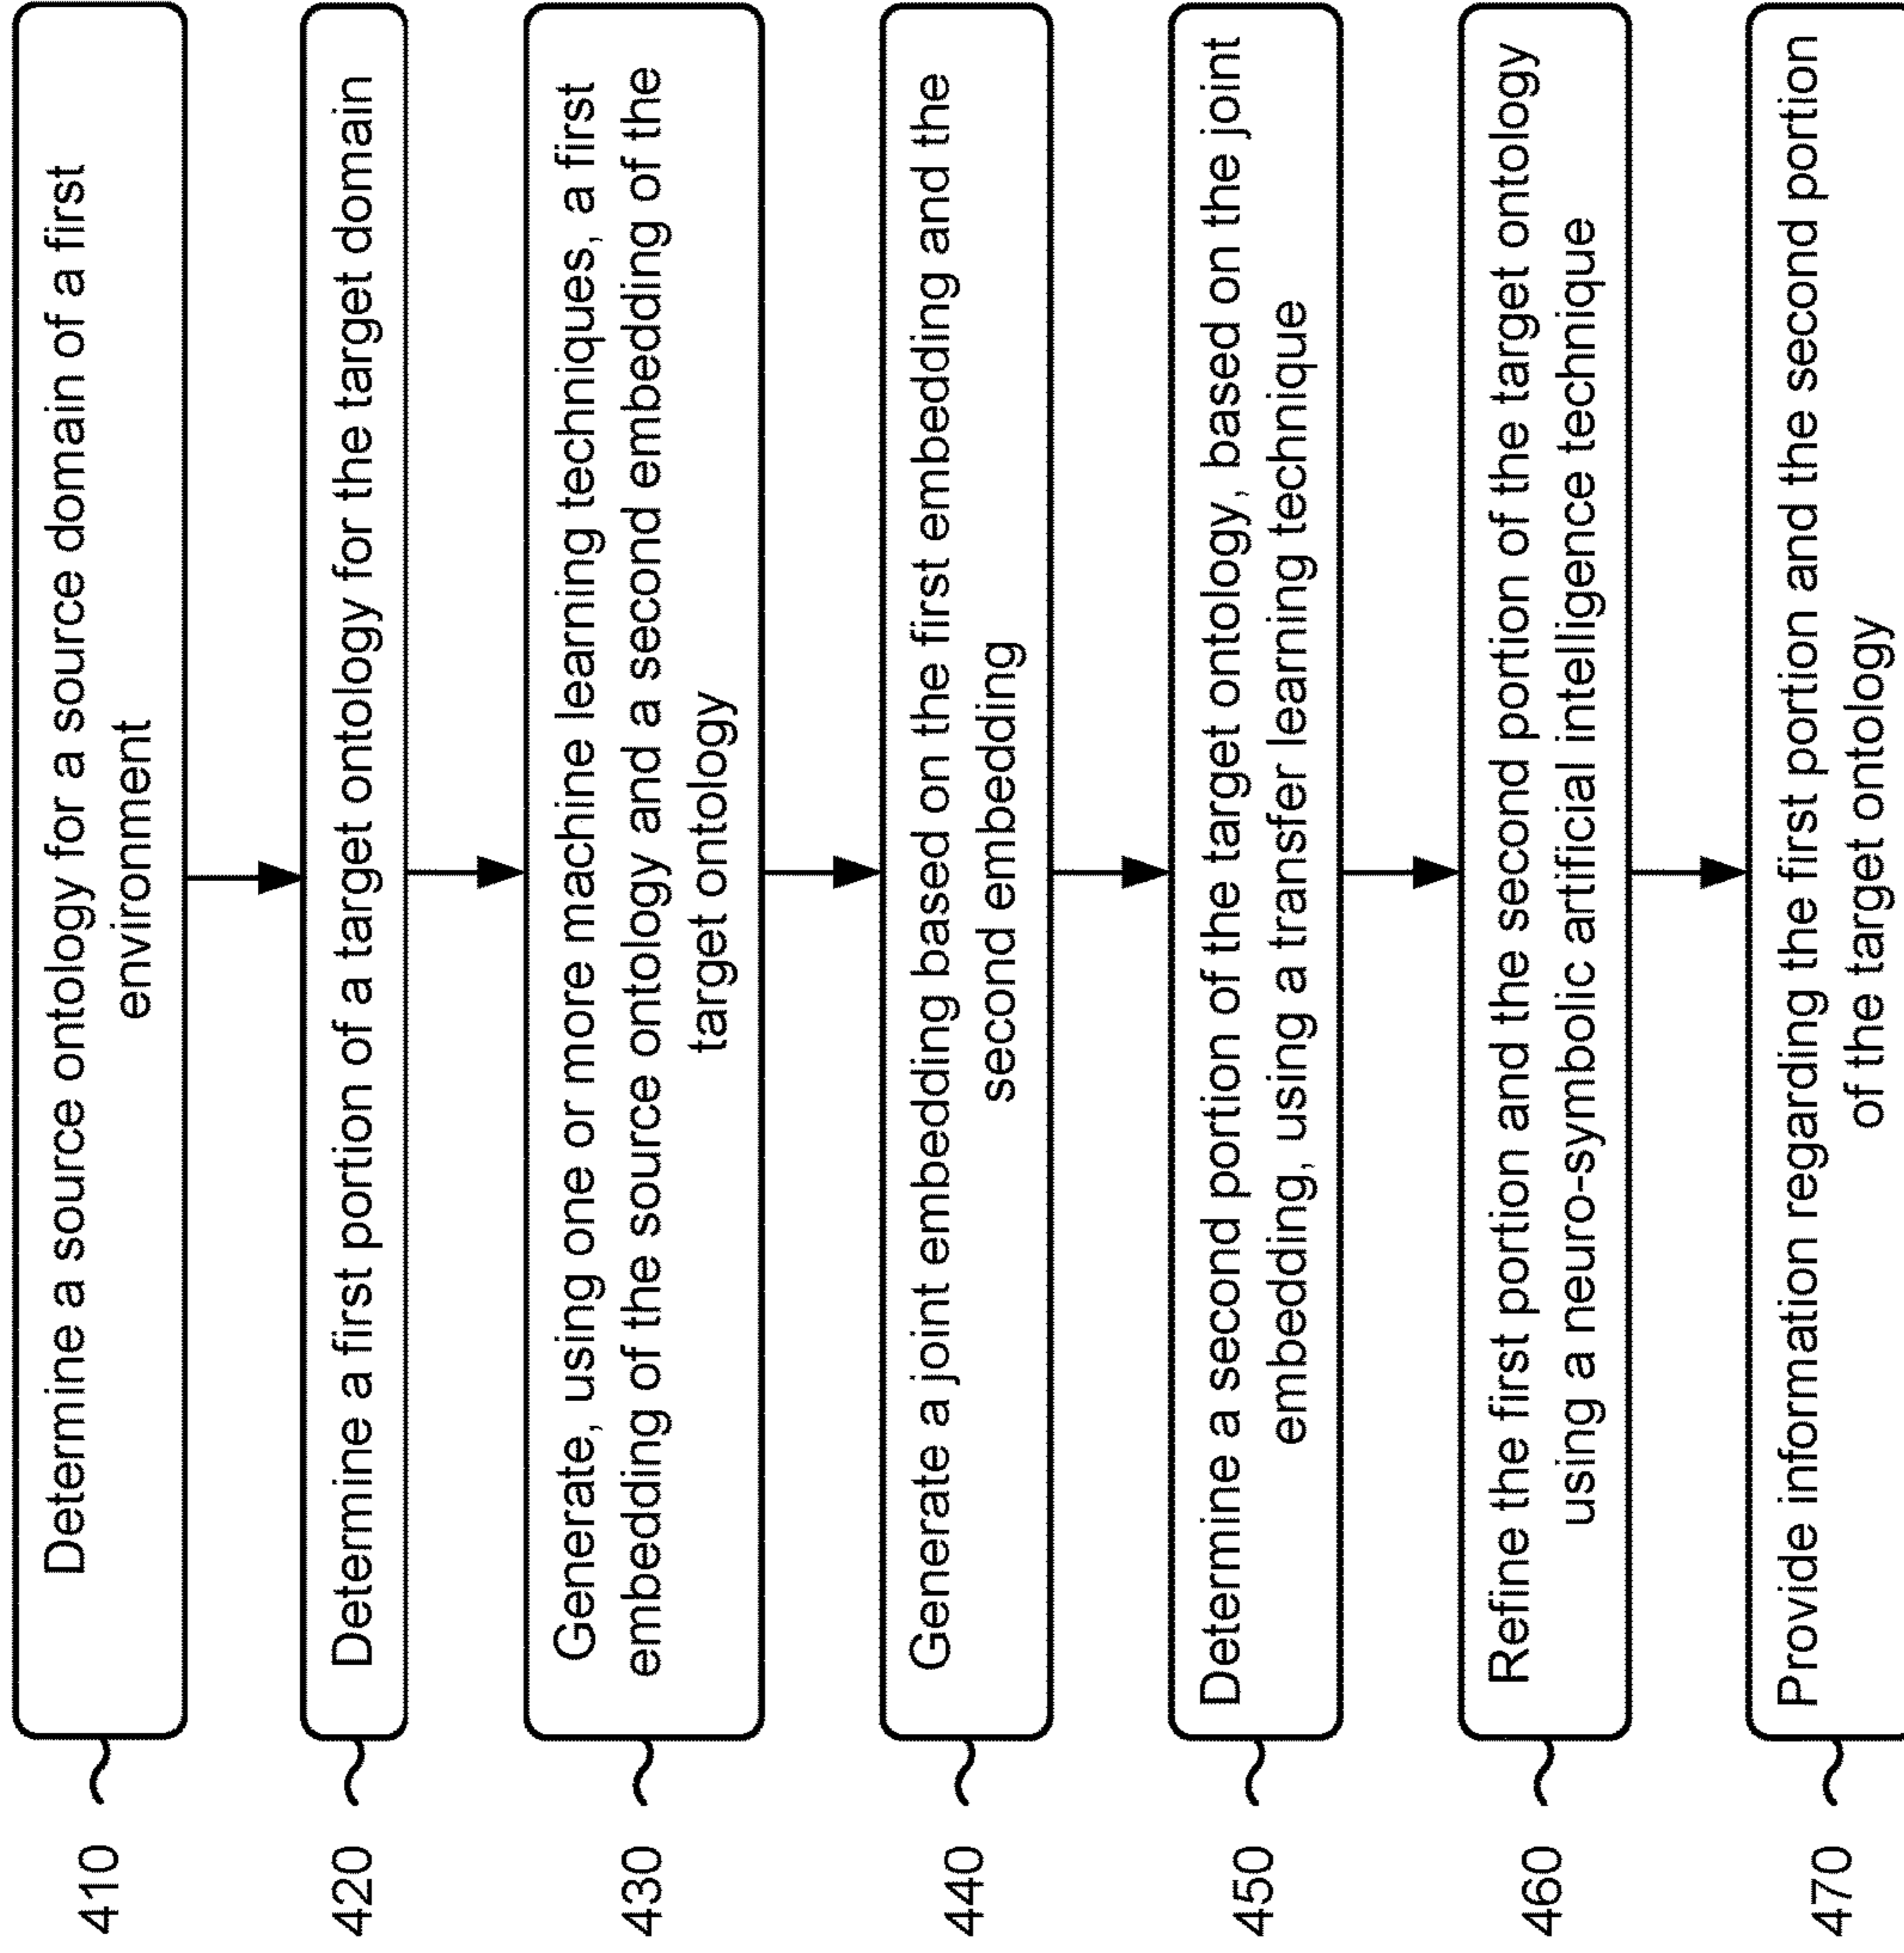 410
Determine a source ontology for a source domain of a first
environment
420
Determine a first portion of a target ontology for the target domain
430
Generate, using one or more machine learning techniques, a first
embedding of the source ontology and a second embedding of the
target ontology
440
Generate a joint embedding based on the first embedding and the
second embedding
450
Determine a second portion of the target ontology, based on the joint
embedding, using a transfer learning technique
460
Refine the first portion and the second portion of the target ontology
using a neuro-symbolic artificial intelligence technique
470
Provide information regarding the first portion and the second portion
of the target ontology